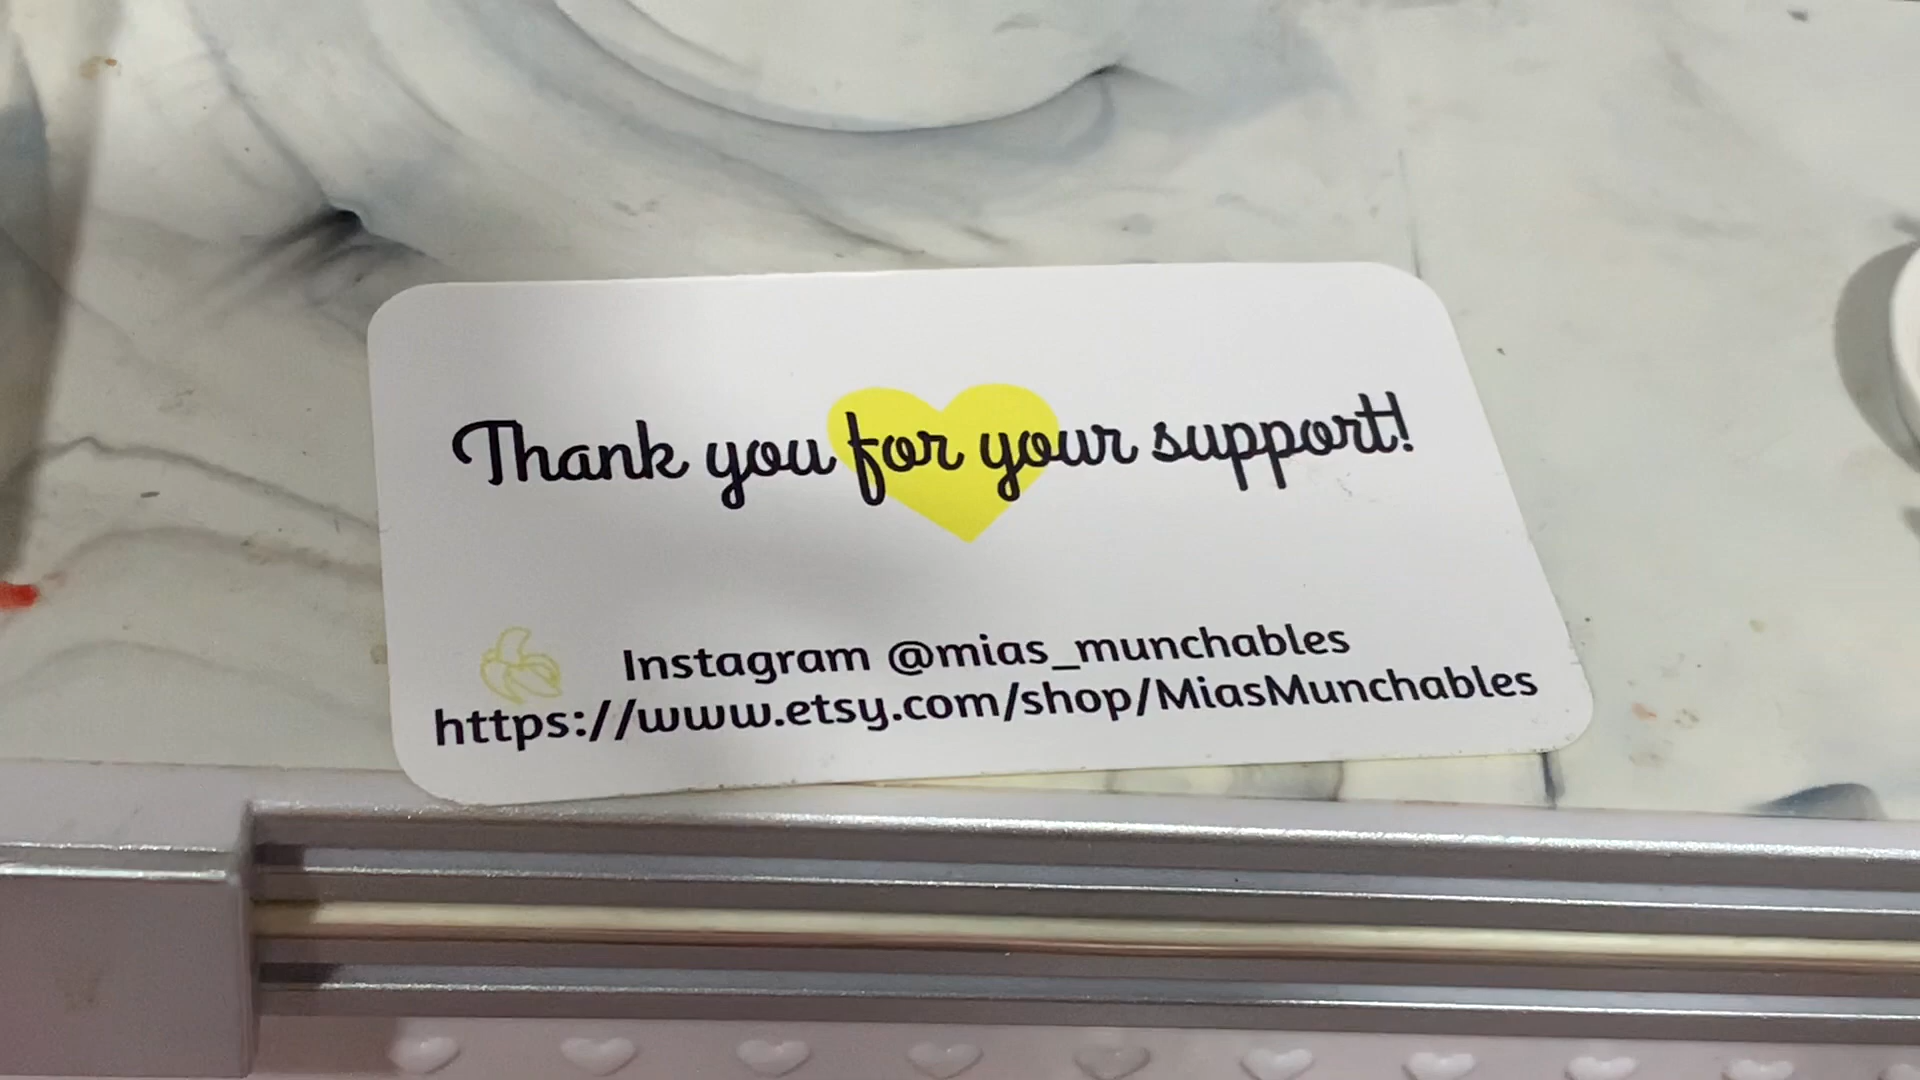 Thank you for your support!
Instagram @mias_munchables
https://www.etsy.com/shop/MiasMunchables